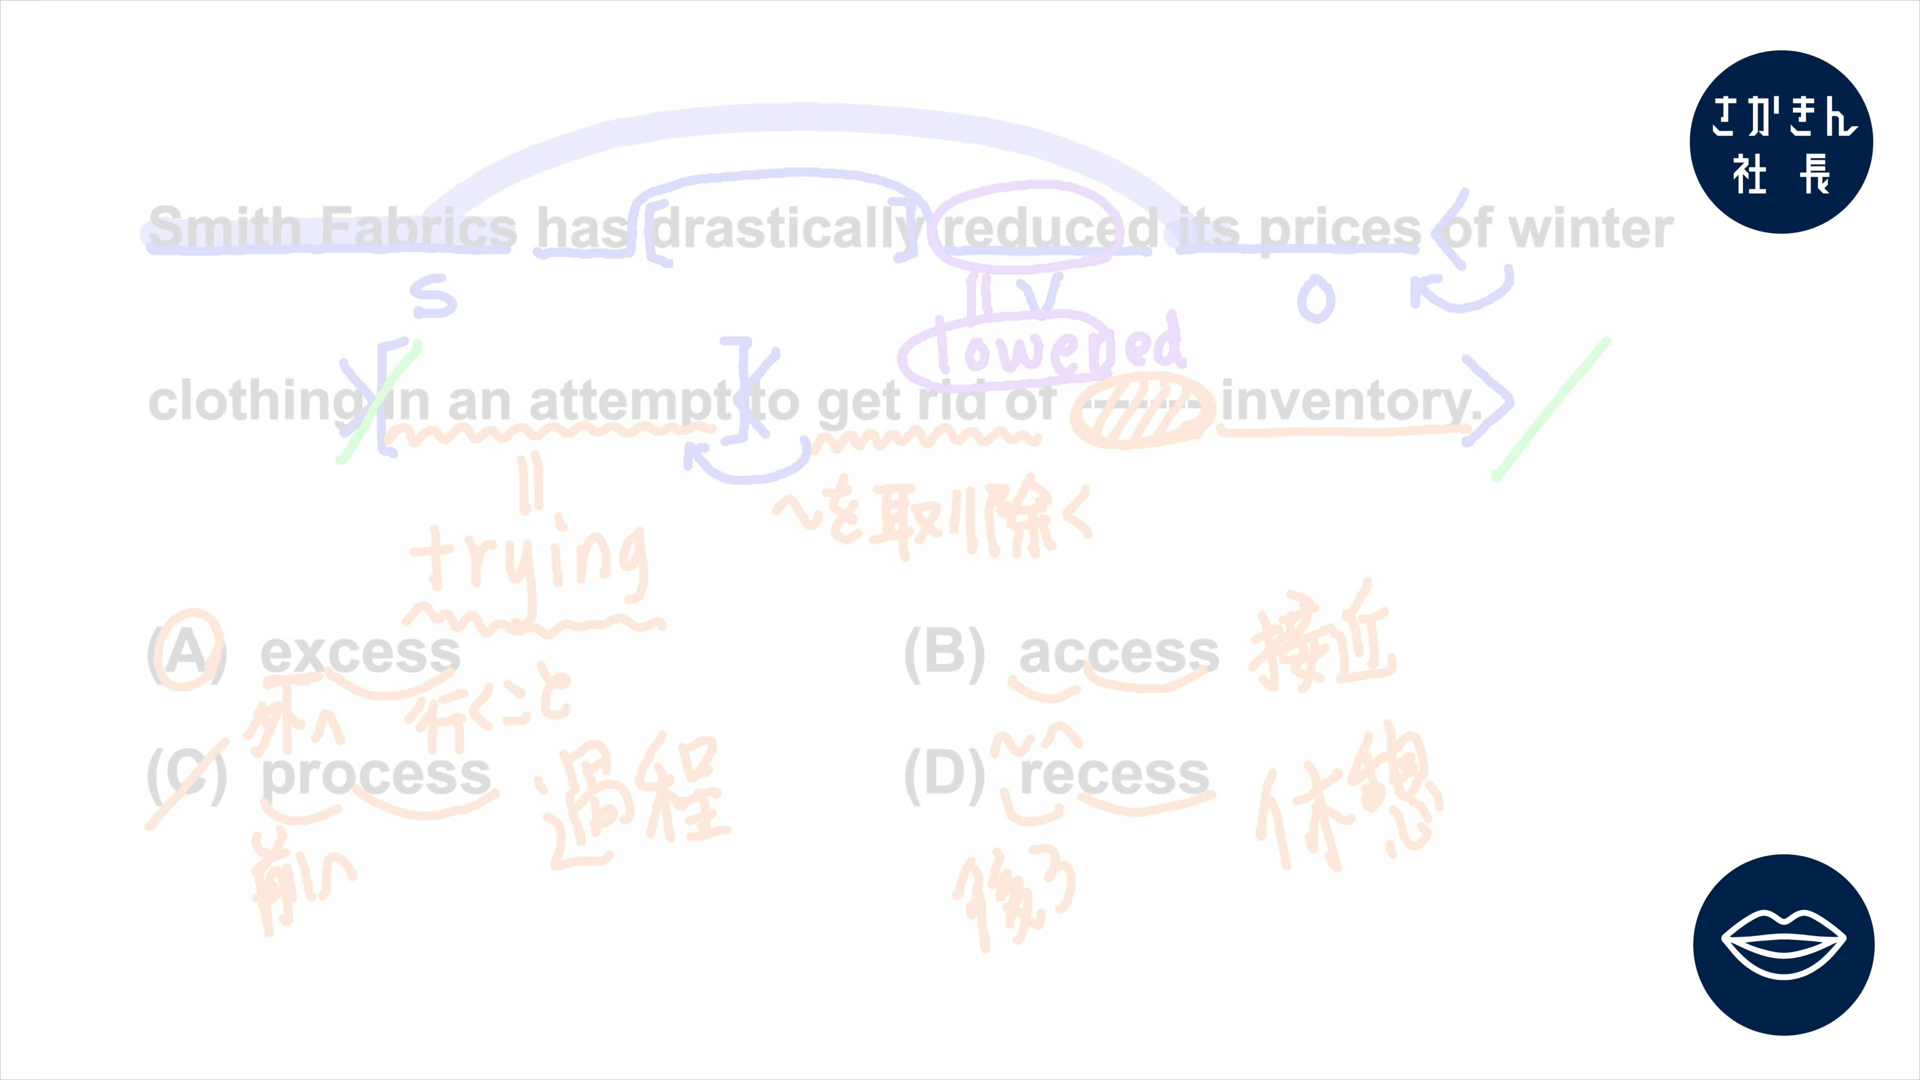 さかきん
社長
Smith Fabrics has drastically reduced its prices of winter
S V O
lowered
clothing in an attempt to get rid of ------- inventory.
〜を取り除く
trying
(A) excess (B) access 接近
外へ 行くこと
(C) process 過程 (D) recess 休憩
前へ 後ろ